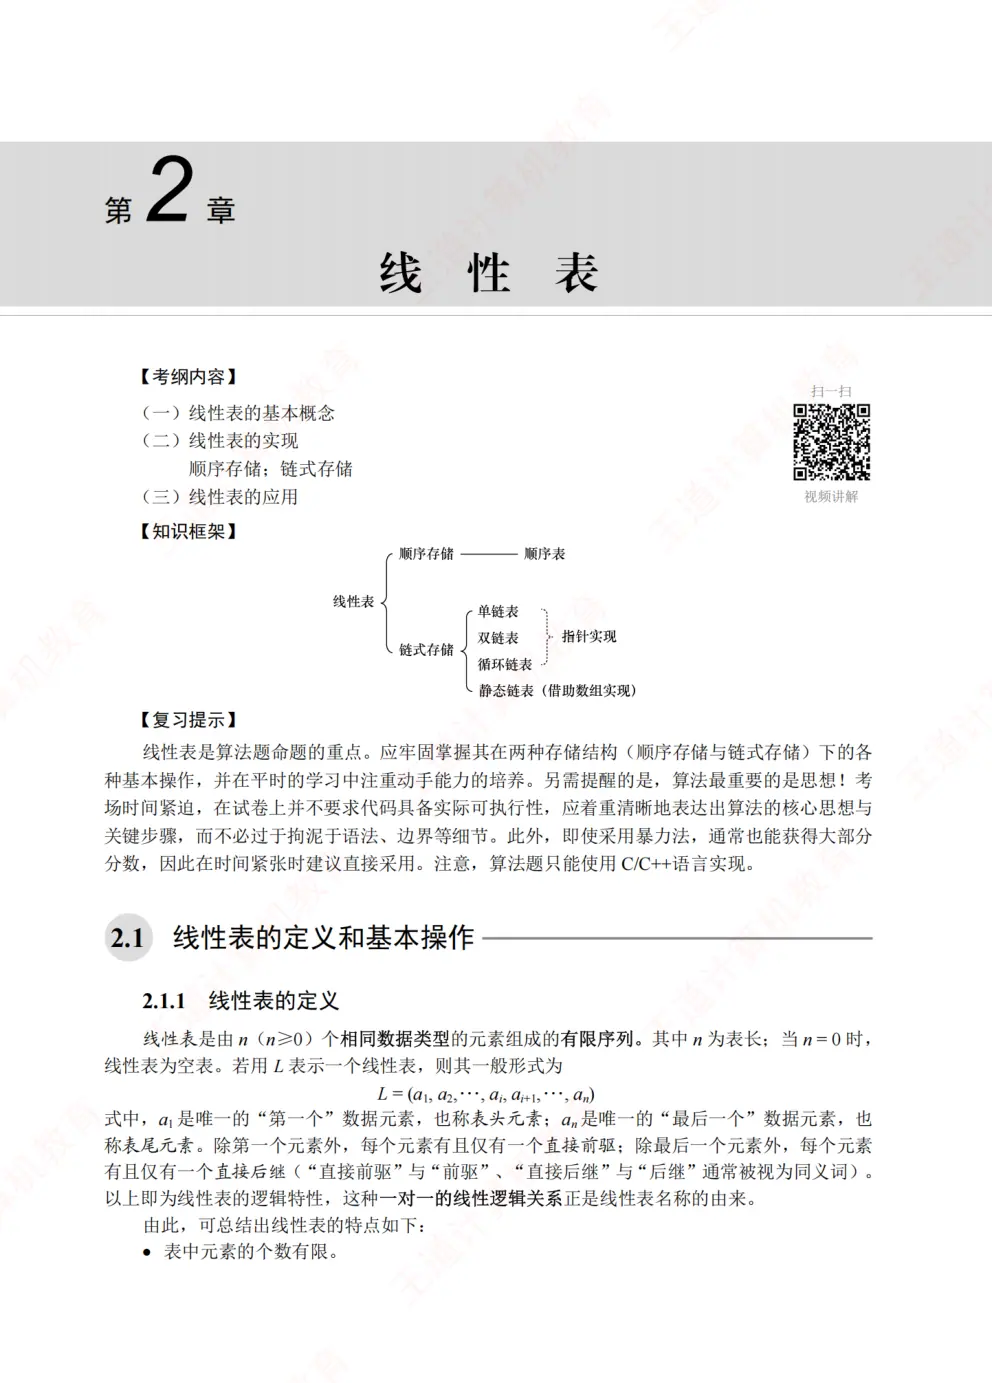 第 2 章
线 性 表
【考纲内容】
扫一扫
（一）线性表的基本概念
（二）线性表的实现
顺序存储；链式存储
（三）线性表的应用
视频讲解
【知识框架】
顺序存储 顺序表
线性表
链式存储
单链表
双链表
循环链表
指针实现
静态链表（借助数组实现）
【复习提示】
线性表是算法题命题的重点。应牢固掌握其在两种存储结构（顺序存储与链式存储）下的各
种基本操作，并在平时的学习中注重动手能力的培养。另需提醒的是，算法最重要的是思想！考
场时间紧迫，在试卷上并不要求代码具备实际可执行性，应着重清晰地表达出算法的核心思想与
关键步骤，而不必过于拘泥于语法、边界等细节。此外，即使采用暴力法，通常也能获得大部分
分数，因此在时间紧张时建议直接采用。注意，算法题只能使用 C/C++语言实现。
2.1 线性表的定义和基本操作
2.1.1 线性表的定义
线性表是由 n（n≥0）个相同数据类型的元素组成的有限序列。其中 n 为表长；当 n = 0 时，
线性表为空表。若用 L 表示一个线性表，则其一般形式为
L = (a₁, a₂,⋯, aᵢ, aᵢ₊₁,⋯, aₙ)
式中，a₁ 是唯一的“第一个”数据元素，也称表头元素；aₙ 是唯一的“最后一个”数据元素，也
称表尾元素。除第一个元素外，每个元素有且仅有一个直接前驱；除最后一个元素外，每个元素
有且仅有一个直接后继（“直接前驱”与“前驱”、“直接后继”与“后继”通常被视为同义词）。
以上即为线性表的逻辑特性，这种一对一的线性逻辑关系正是线性表名称的由来。
由此，可总结出线性表的特点如下：
● 表中元素的个数有限。
王道计算机教育